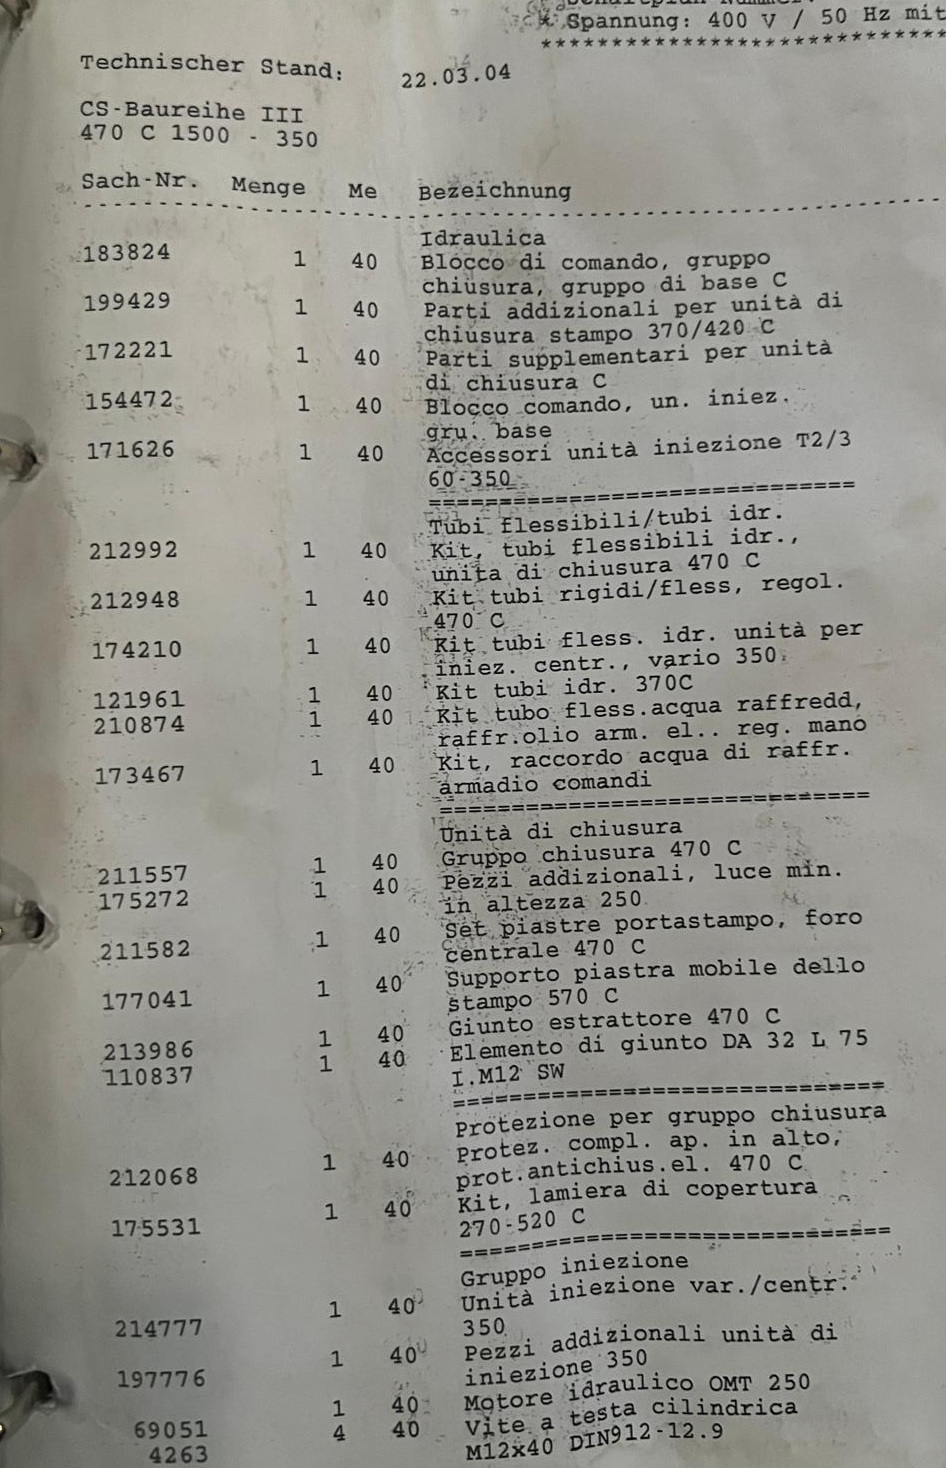 Spannung: 400 V / 50 Hz mit
****************************
Technischer Stand: 22.03.04
CS-Baureihe III
470 C 1500 - 350
Sach-Nr. Menge Me Bezeichnung
Idraulica
183824 1 40 Blocco di comando, gruppo
chiusura, gruppo di base C
199429 1 40 Parti addizionali per unità di
chiusura stampo 370/420 C
172221 1 40 Parti supplementari per unità
di chiusura C
154472 1 40 Blocco comando, un. iniez.
gru. base
171626 1 40 Accessori unità iniezione T2/3
60-350
==============================
Tubi flessibili/tubi idr.
212992 1 40 Kit, tubi flessibili idr.,
unita di chiusura 470 C
212948 1 40 Kit tubi rigidi/fless, regol.
470 C
174210 1 40 Kit tubi fless. idr. unità per
iniez. centr., vario 350
121961 1 40 Kit tubi idr. 370C
210874 1 40 Kit tubo fless.acqua raffredd,
raffr.olio arm. el.. reg. mano
173467 1 40 Kit, raccordo acqua di raffr.
armadio comandi
==============================
Unità di chiusura
211557 1 40 Gruppo chiusura 470 C
175272 1 40 Pezzi addizionali, luce min.
in altezza 250
211582 1 40 Set piastre portastampo, foro
centrale 470 C
177041 1 40 Supporto piastra mobile dello
stampo 570 C
213986 1 40 Giunto estrattore 470 C
110837 1 40 Elemento di giunto DA 32 L 75
I.M12 SW
==============================
Protezione per gruppo chiusura
212068 1 40 Protez. compl. ap. in alto,
prot.antichius.el. 470 C
175531 1 40 Kit, lamiera di copertura
270-520 C
==============================
Gruppo iniezione
214777 1 40 Unità iniezione var./centr.
350
197776 1 40 Pezzi addizionali unità di
iniezione 350
69051 1 40 Motore idraulico OMT 250
4263 4 40 Vite a testa cilindrica
M12x40 DIN912-12.9